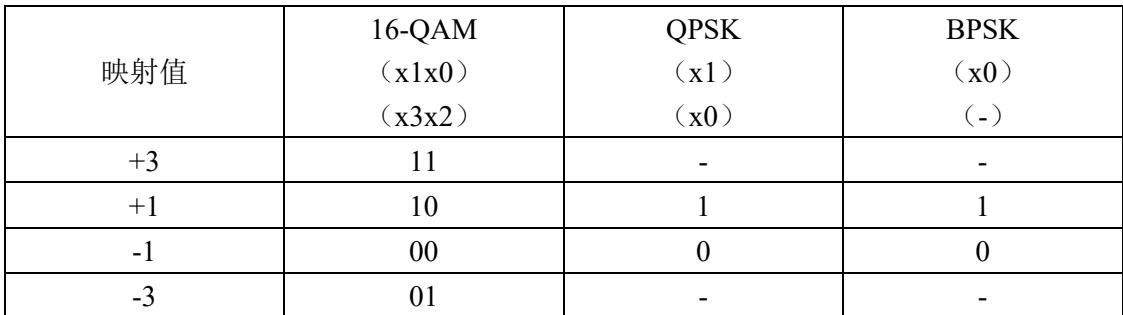 映射值 16-QAM QPSK BPSK
（x1x0） （x1） （x0）
（x3x2） （x0） （-）
+3 11 - -
+1 10 1 1
-1 00 0 0
-3 01 - -